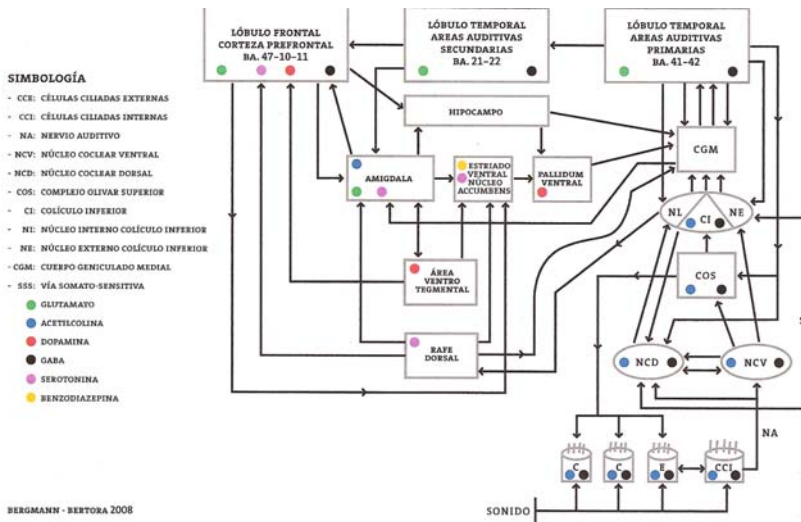 LÓBULO FRONTAL
CORTEZA PREFRONTAL
BA. 47-10-11
LÓBULO TEMPORAL
AREAS AUDITIVAS
SECUNDARIAS
BA. 21-22
LÓBULO TEMPORAL
AREAS AUDITIVAS
PRIMARIAS
BA. 41-42
SIMBOLOGÍA
- CCE: CÉLULAS CILIADAS EXTERNAS
- CCI: CÉLULAS CILIADAS INTERNAS
- NA: NERVIO AUDITIVO
- NCV: NÚCLEO COCLEAR VENTRAL
- NCD: NÚCLEO COCLEAR DORSAL
- COS: COMPLEJO OLIVAR SUPERIOR
- CI: COLÍCULO INFERIOR
- NI: NÚCLEO INTERNO COLÍCULO INFERIOR
- NE: NÚCLEO EXTERNO COLÍCULO INFERIOR
- CGM: CUERPO GENICULADO MEDIAL
- SSS: VÍA SOMATO-SENSITIVA
GLUTAMATO
ACETILCOLINA
DOPAMINA
GABA
SEROTONINA
BENZODIAZEPINA
HIPOCAMPO
AMIGDALA
ESTRIADO
VENTRAL
NÚCLEO
ACCUMBENS
PALLIDUM
VENTRAL
CGM
NL
CI
NE
ÁREA
VENTRO
TEGMENTAL
COS
RAFE
DORSAL
NCD
NCV
NA
C
C
E
CCI
SONIDO
BERGMANN - BERTORA 2008